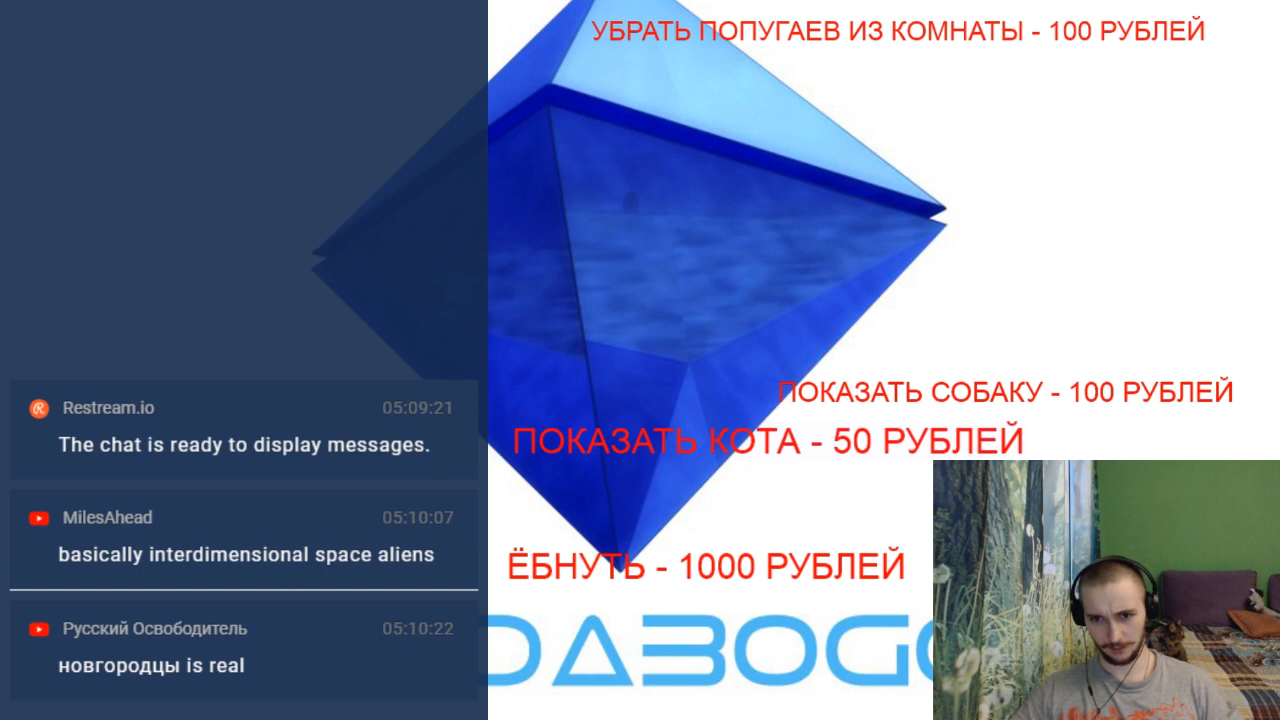 УБРАТЬ ПОПУГАЕВ ИЗ КОМНАТЫ - 100 РУБЛЕЙ
ПОКАЗАТЬ СОБАКУ - 100 РУБЛЕЙ
Restream.io 05:09:21
The chat is ready to display messages.
ПОКАЗАТЬ КОТА - 50 РУБЛЕЙ
MilesAhead 05:10:07
basically interdimensional space aliens
ЁБНУТЬ - 1000 РУБЛЕЙ
Русский Освободитель 05:10:22
новгородцы is real